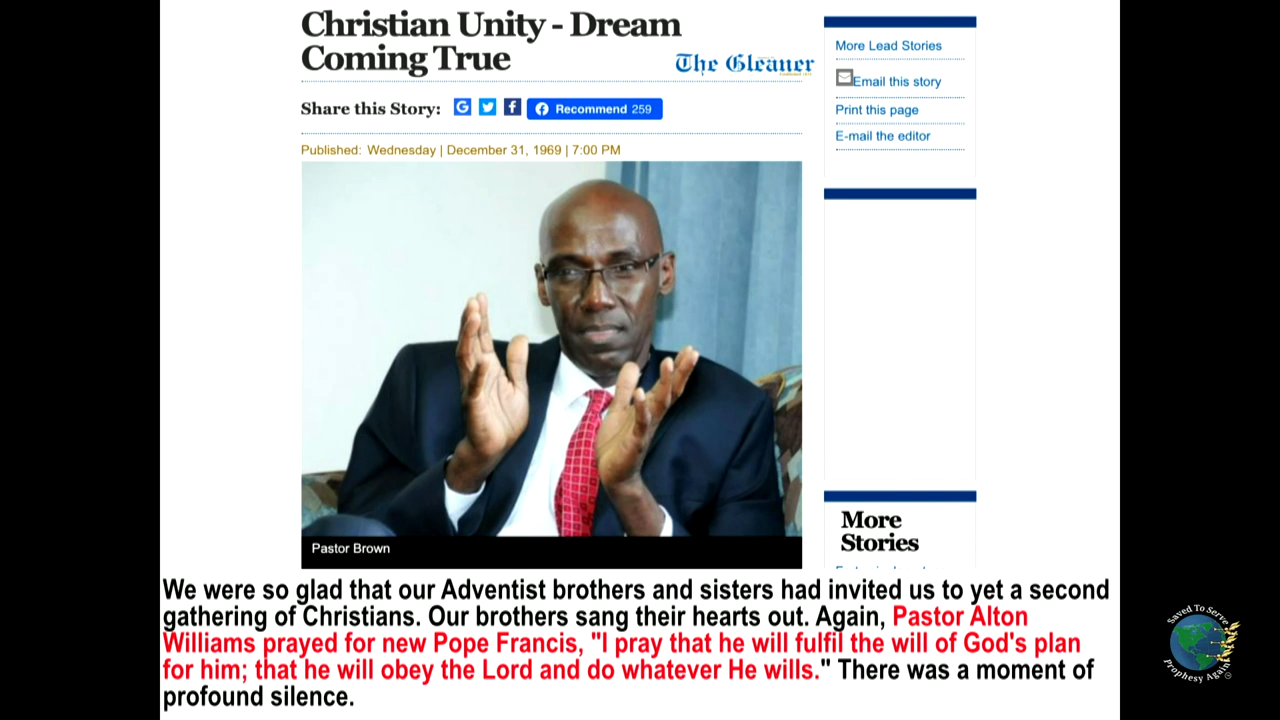 Christian Unity - Dream
Coming True
The Gleaner
Share this Story:
Recommend 259
Published: Wednesday | December 31, 1969 | 7:00 PM
Pastor Brown
More Lead Stories
Email this story
Print this page
E-mail the editor
More
Stories
We were so glad that our Adventist brothers and sisters had invited us to yet a second
gathering of Christians. Our brothers sang their hearts out. Again, Pastor Alton
Williams prayed for new Pope Francis, "I pray that he will fulfil the will of God's plan
for him; that he will obey the Lord and do whatever He wills." There was a moment of
profound silence.
Saved To Serve
Prophesy Again